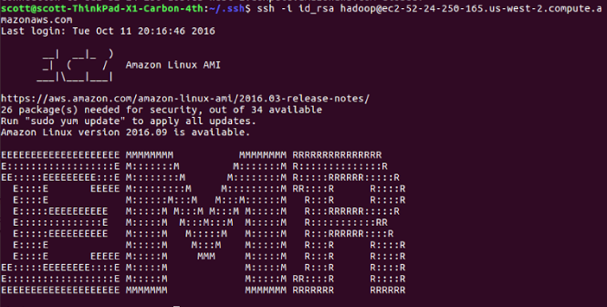 scott@scott-ThinkPad-X1-Carbon-4th:~/.ssh$ ssh -i id_rsa hadoop@ec2-52-24-250-165.us-west-2.compute.a
mazonaws.com
Last login: Tue Oct 11 20:16:46 2016

       __|  __|_  )
       _|  (     /   Amazon Linux AMI
      ___|\___|___|

https://aws.amazon.com/amazon-linux-ami/2016.03-release-notes/
26 package(s) needed for security, out of 34 available
Run "sudo yum update" to apply all updates.
Amazon Linux version 2016.09 is available.

EEEEEEEEEEEEEEEEEEEE MMMMMMMM           MMMMMMMM RRRRRRRRRRRRRRR
E::::::::::::::::::E M:::::::M         M:::::::M R::::::::::::::R
EE:::::EEEEEEEEE:::E M::::::::M       M::::::::M R:::::RRRRRR:::::R
  E::::E       EEEEE M:::::::::M     M:::::::::M RR::::R      R::::R
  E::::E             M::::::M:::M   M:::M::::::M   R:::R      R::::R
  E:::::EEEEEEEEEE   M:::::M M:::M M:::M M:::::M   R:::RRRRRR:::::R
  E::::::::::::::E   M:::::M  M:::M:::M  M:::::M   R:::::::::::RR
  E:::::EEEEEEEEEE   M:::::M   M:::::M   M:::::M   R:::RRRRRR::::R
  E::::E             M:::::M    M:::M    M:::::M   R:::R      R::::R
  E::::E       EEEEE M:::::M     MMM     M:::::M   R:::R      R::::R
EE:::::EEEEEEEE::::E M:::::M             M:::::M   R:::R      R::::R
E::::::::::::::::::E M:::::M             M:::::M RR::::R      R::::R
EEEEEEEEEEEEEEEEEEEE MMMMMMM             MMMMMMM RRRRRRR      RRRRRR